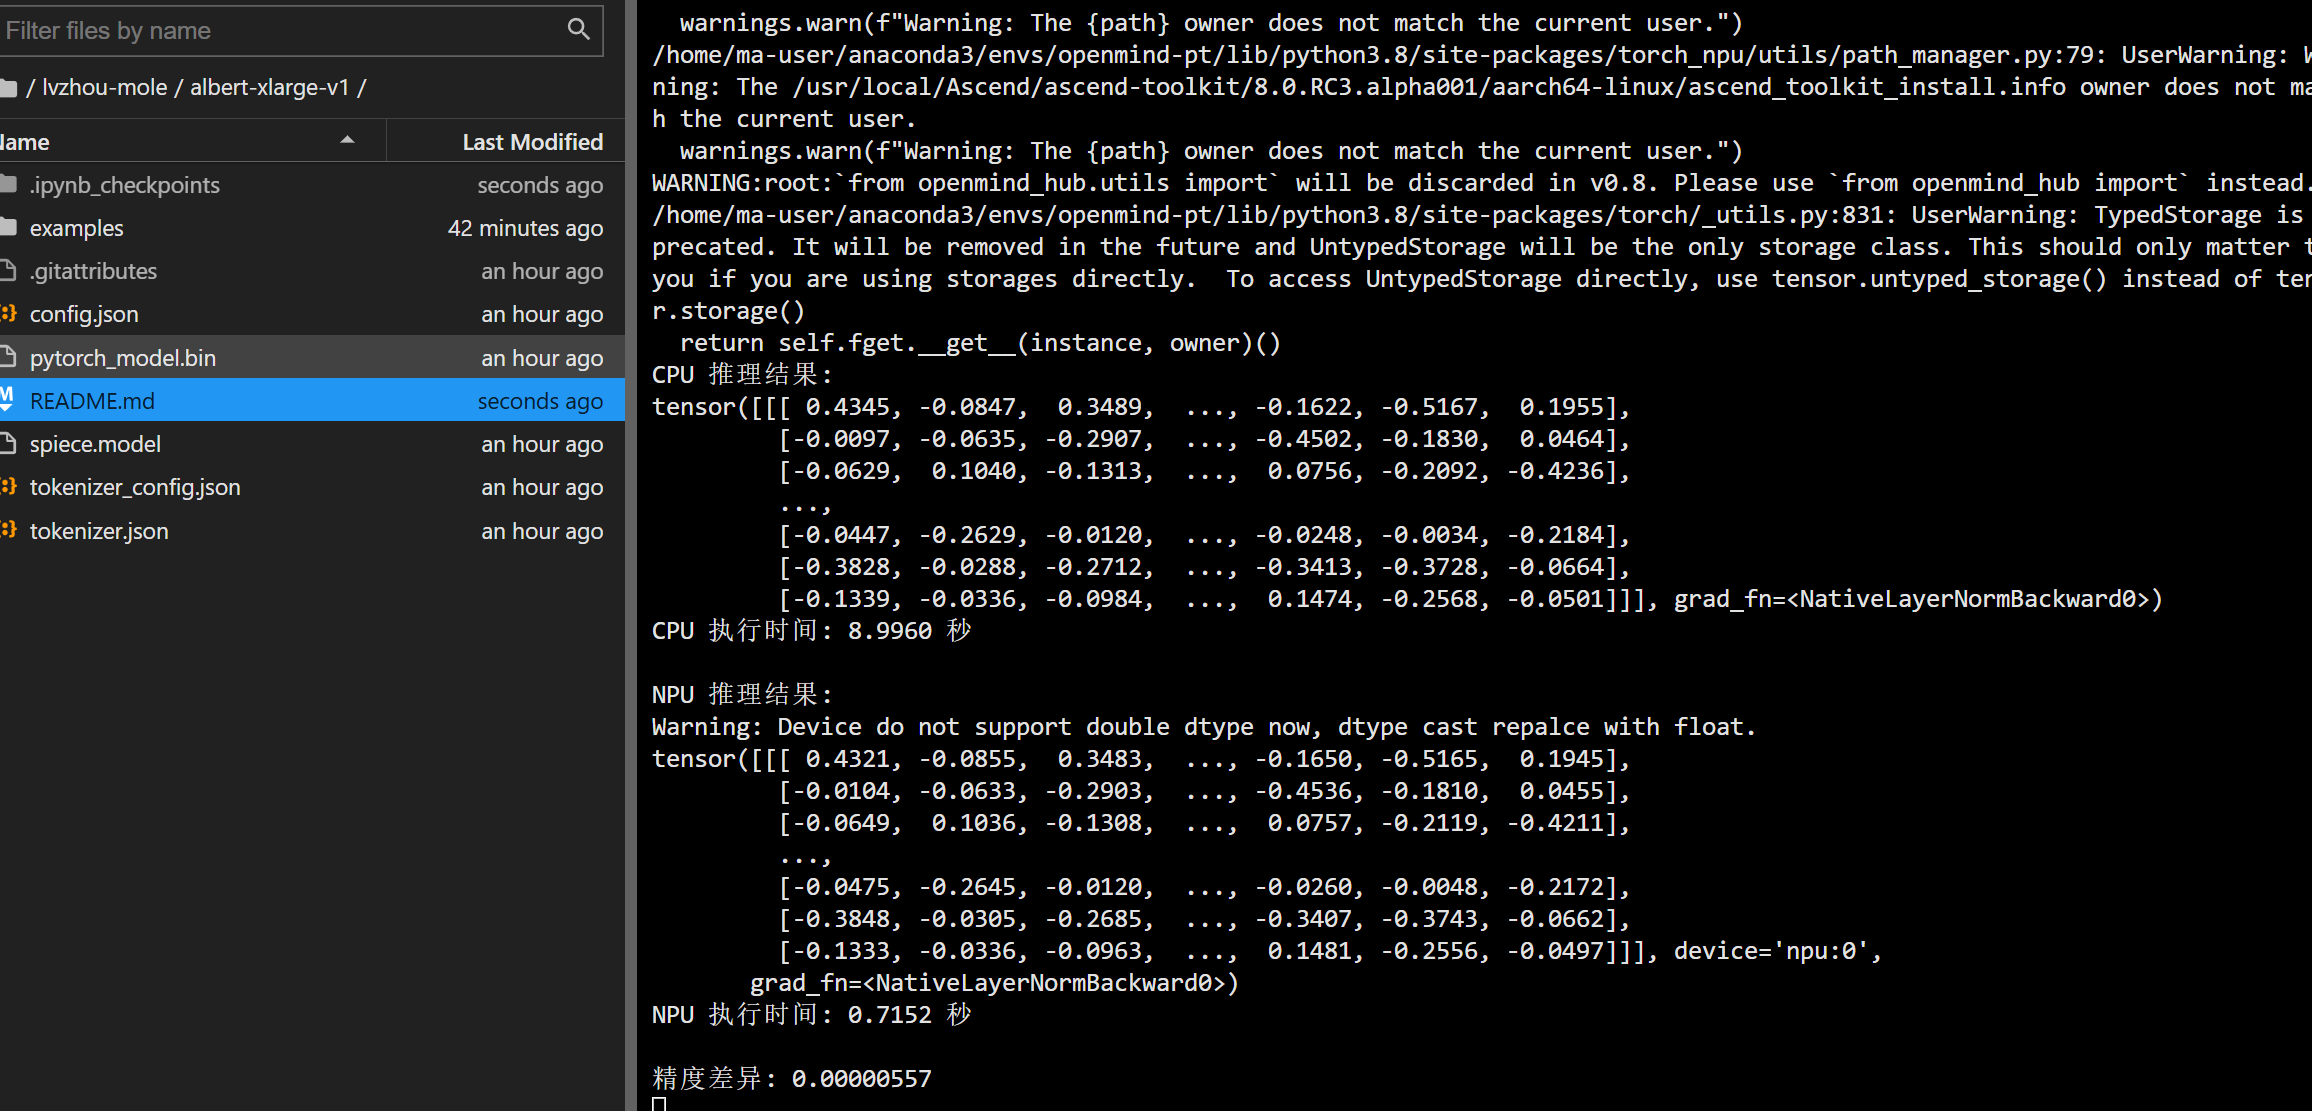 Filter files by name
/ lvzhou-mole / albert-xlarge-v1 /
Name Last Modified
.ipynb_checkpoints seconds ago
examples 42 minutes ago
.gitattributes an hour ago
config.json an hour ago
pytorch_model.bin an hour ago
README.md seconds ago
spiece.model an hour ago
tokenizer_config.json an hour ago
tokenizer.json an hour ago
warnings.warn(f"Warning: The {path} owner does not match the current user.")
/home/ma-user/anaconda3/envs/openmind-pt/lib/python3.8/site-packages/torch_npu/utils/path_manager.py:79: UserWarning: W
ning: The /usr/local/Ascend/ascend-toolkit/8.0.RC3.alpha001/aarch64-linux/ascend_toolkit_install.info owner does not ma
h the current user.
warnings.warn(f"Warning: The {path} owner does not match the current user.")
WARNING:root:`from openmind_hub.utils import` will be discarded in v0.8. Please use `from openmind_hub import` instead.
/home/ma-user/anaconda3/envs/openmind-pt/lib/python3.8/site-packages/torch/_utils.py:831: UserWarning: TypedStorage is
precated. It will be removed in the future and UntypedStorage will be the only storage class. This should only matter t
you if you are using storages directly.  To access UntypedStorage directly, use tensor.untyped_storage() instead of ten
r.storage()
return self.fget.__get__(instance, owner)()
CPU 推理结果:
tensor([[[ 0.4345, -0.0847,  0.3489,  ..., -0.1622, -0.5167,  0.1955],
[-0.0097, -0.0635, -0.2907,  ..., -0.4502, -0.1830,  0.0464],
[-0.0629,  0.1040, -0.1313,  ...,  0.0756, -0.2092, -0.4236],
...,
[-0.0447, -0.2629, -0.0120,  ..., -0.0248, -0.0034, -0.2184],
[-0.3828, -0.0288, -0.2712,  ..., -0.3413, -0.3728, -0.0664],
[-0.1339, -0.0336, -0.0984,  ...,  0.1474, -0.2568, -0.0501]]], grad_fn=<NativeLayerNormBackward0>)
CPU 执行时间: 8.9960 秒
NPU 推理结果:
Warning: Device do not support double dtype now, dtype cast repalce with float.
tensor([[[ 0.4321, -0.0855,  0.3483,  ..., -0.1650, -0.5165,  0.1945],
[-0.0104, -0.0633, -0.2903,  ..., -0.4536, -0.1810,  0.0455],
[-0.0649,  0.1036, -0.1308,  ...,  0.0757, -0.2119, -0.4211],
...,
[-0.0475, -0.2645, -0.0120,  ..., -0.0260, -0.0048, -0.2172],
[-0.3848, -0.0305, -0.2685,  ..., -0.3407, -0.3743, -0.0662],
[-0.1333, -0.0336, -0.0963,  ...,  0.1481, -0.2556, -0.0497]]], device='npu:0',
grad_fn=<NativeLayerNormBackward0>)
NPU 执行时间: 0.7152 秒
精度差异: 0.00000557